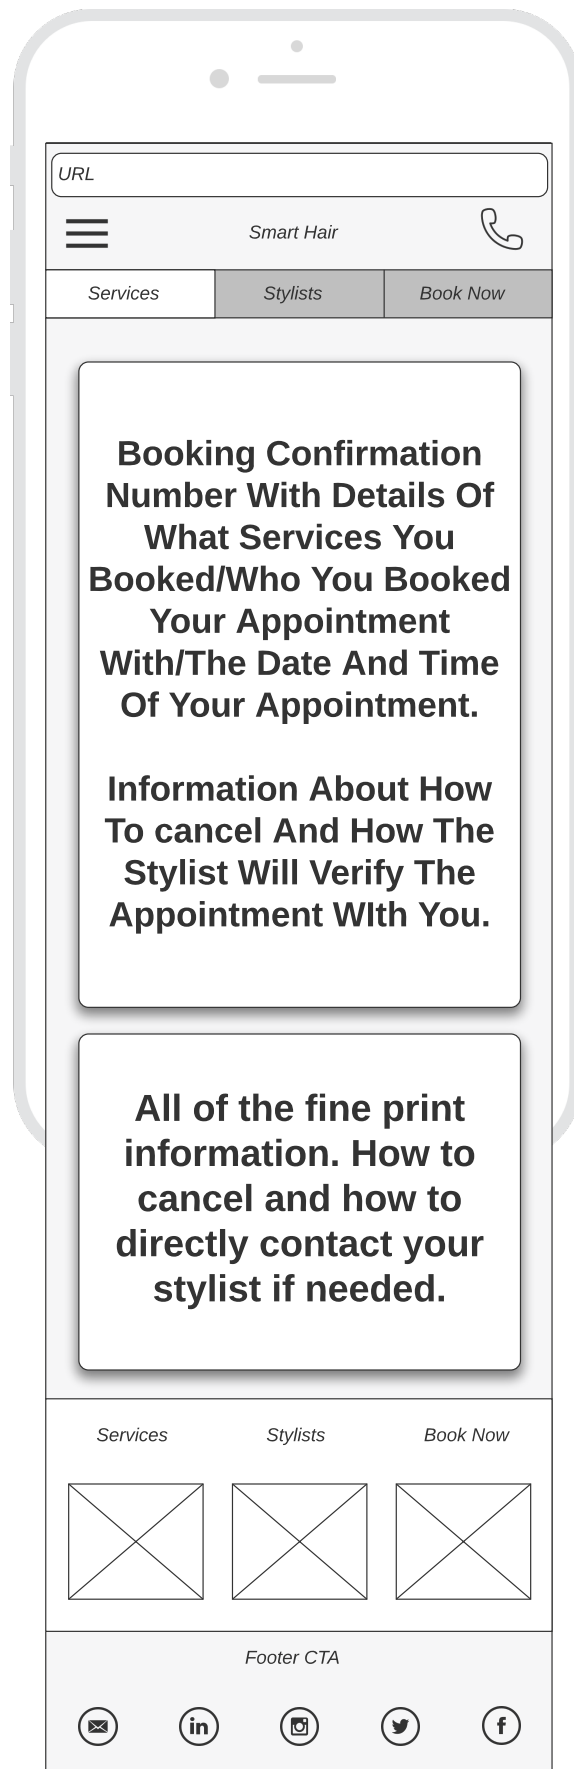 URL
Smart Hair
Services
Stylists
Book Now
Booking Confirmation
Number With Details Of
What Services You
Booked/Who You Booked
Your Appointment
With/The Date And Time
Of Your Appointment.
Information About How
To cancel And How The
Stylist Will Verify The
Appointment WIth You.
All of the fine print
information. How to
cancel and how to
directly contact your
stylist if needed.
Services
Stylists
Book Now
Footer CTA